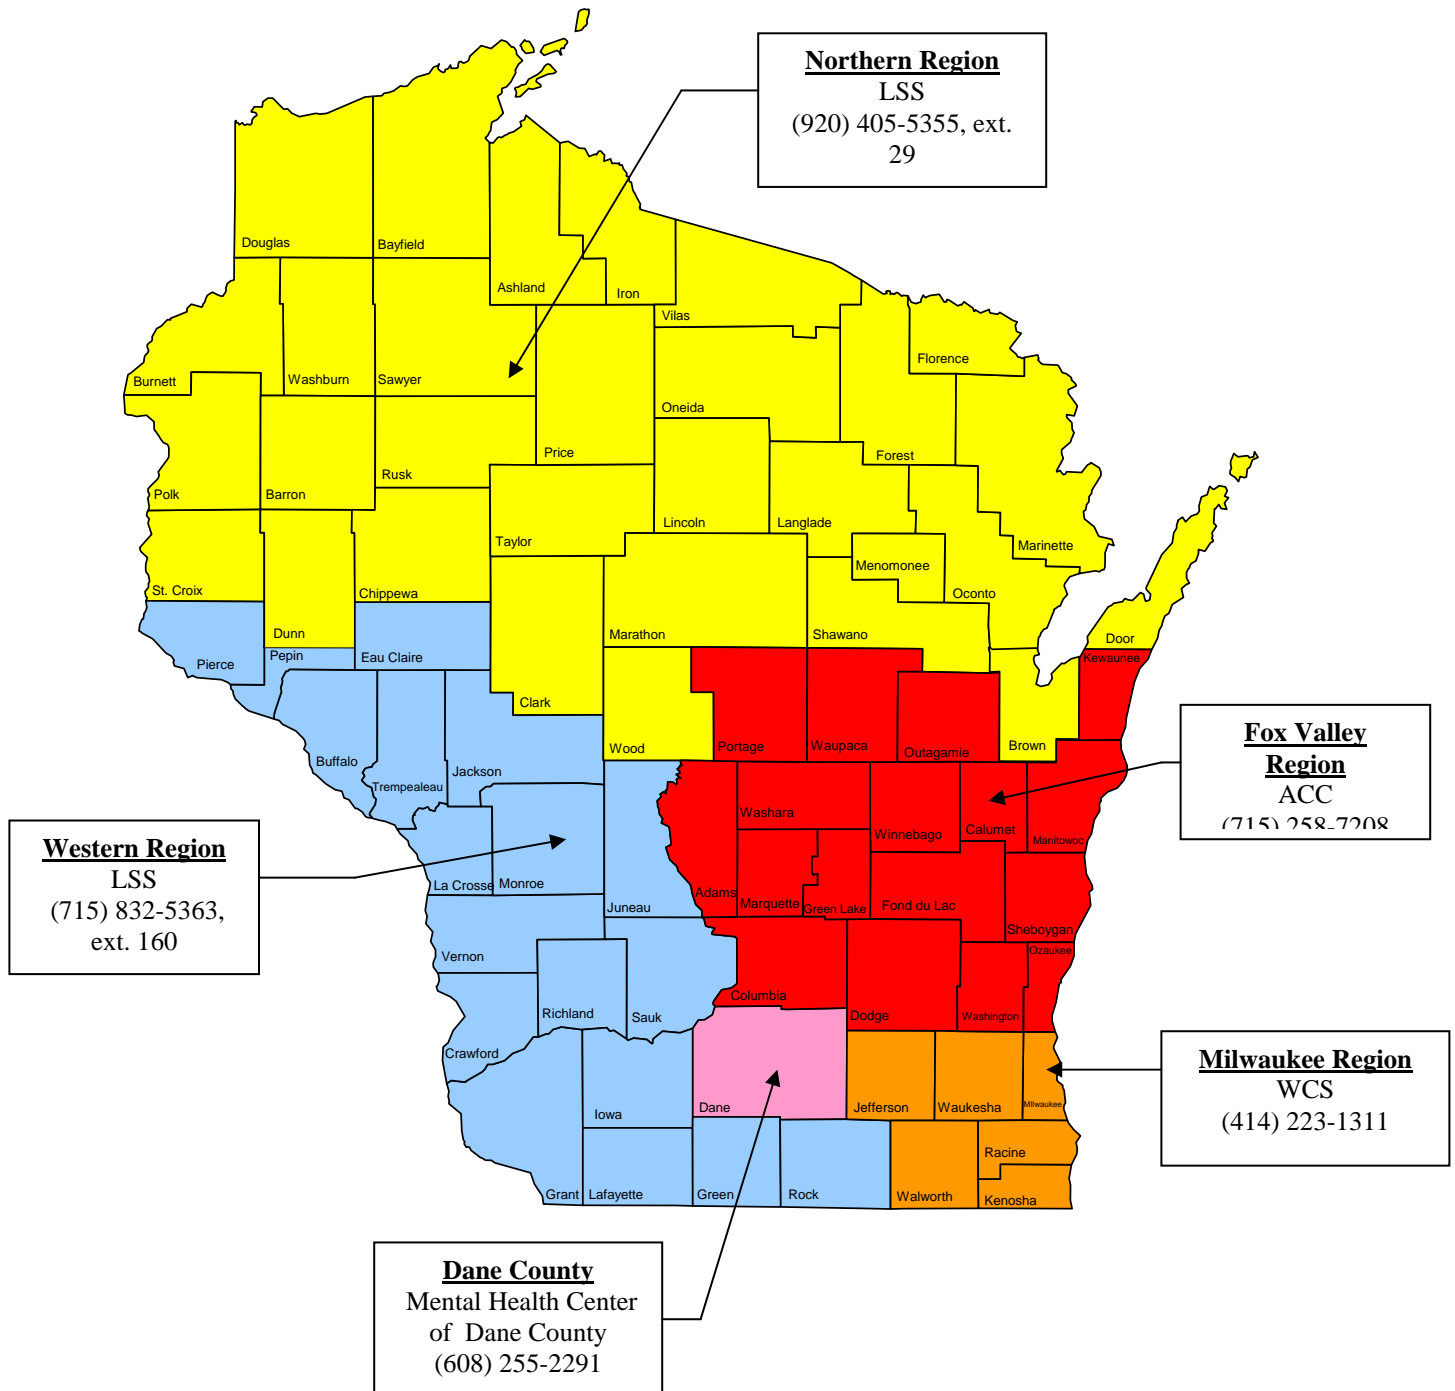 Northern Region
LSS
(920) 405-5355, ext.
29
Douglas
Bayfield
Ashland
Iron
Vilas
Florence
Burnett
Washburn
Sawyer
Oneida
Price
Forest
Rusk
Polk
Barron
Lincoln
Langlade
Taylor
Marinette
Menomonee
St. Croix
Chippewa
Oconto
Dunn
Marathon
Shawano
Door
Pierce
Pepin
Eau Claire
Kewaunee
Clark
Wood
Portage
Waupaca
Outagamie
Brown
Fox Valley
Region
ACC
(715) 258-7208
Buffalo
Trempealeau
Jackson
Washara
Winnebago
Calumet
Manitowoc
Western Region
LSS
(715) 832-5363,
ext. 160
La Crosse
Monroe
Juneau
Adams
Marquette
Green Lake
Fond du Lac
Sheboygan
Ozaukee
Vernon
Richland
Sauk
Columbia
Dodge
Washington
Crawford
Milwaukee Region
WCS
(414) 223-1311
Iowa
Dane
Jefferson
Waukesha
Milwaukee
Racine
Grant
Lafayette
Green
Rock
Walworth
Kenosha
Dane County
Mental Health Center
of Dane County
(608) 255-2291